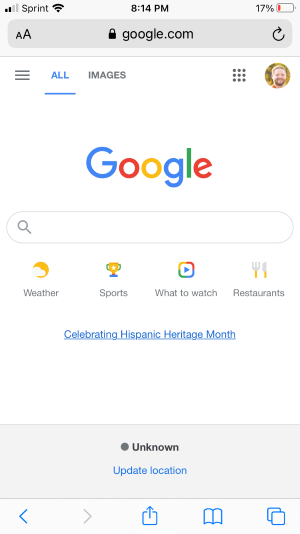 Sprint 8:14 PM 17%
AA google.com
ALL IMAGES
Google
Weather Sports What to watch Restaurants
Celebrating Hispanic Heritage Month
Unknown
Update location